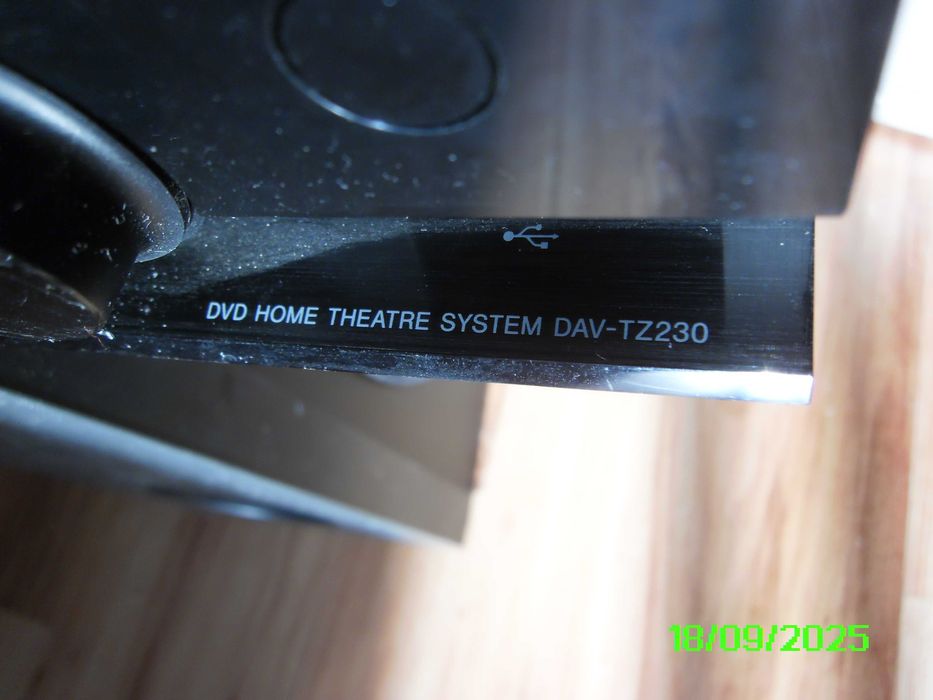 DVD HOME THEATRE SYSTEM DAV-TZ230
18/09/2025